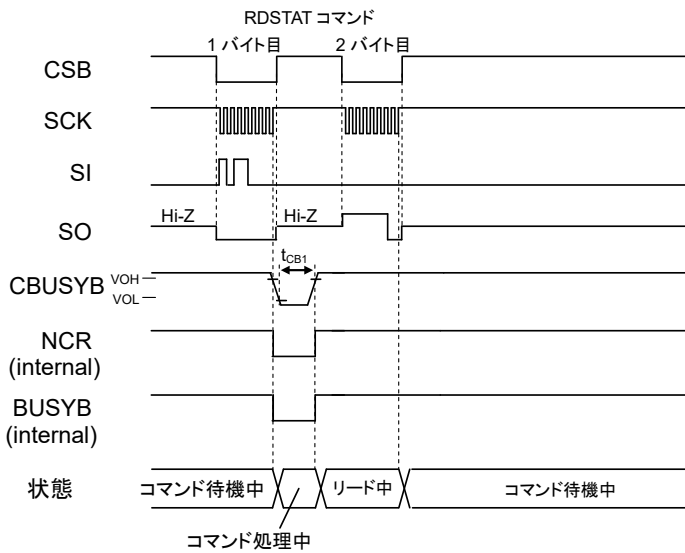 RDSTAT コマンド
1 バイト目
2 バイト目
CSB
SCK
SI
SO
Hi-Z
Hi-Z
tCB1
CBUSYB
VOH
VOL
NCR
(internal)
BUSYB
(internal)
状態
コマンド待機中
リード中
コマンド待機中
コマンド処理中